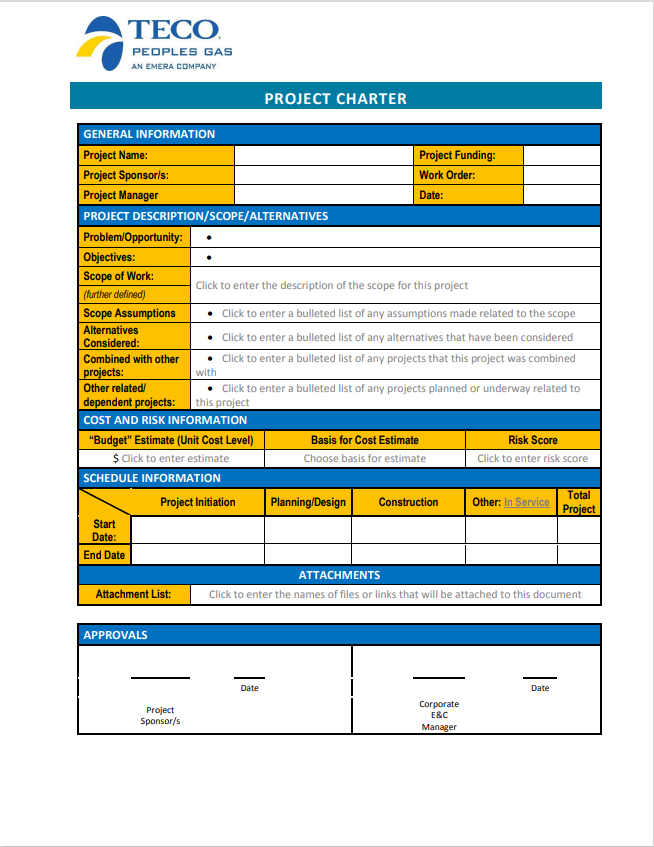 TECO.
PEOPLES GAS
AN EMERA COMPANY
PROJECT CHARTER
GENERAL INFORMATION
Project Name: Project Funding:
Project Sponsor/s: Work Order:
Project Manager Date:
PROJECT DESCRIPTION/SCOPE/ALTERNATIVES
Problem/Opportunity: •
Objectives: •
Scope of Work:
(further defined)
Click to enter the description of the scope for this project
Scope Assumptions • Click to enter a bulleted list of any assumptions made related to the scope
Alternatives
Considered:
• Click to enter a bulleted list of any alternatives that have been considered
Combined with other
projects:
• Click to enter a bulleted list of any projects that this project was combined
with
Other related/
dependent projects:
• Click to enter a bulleted list of any projects planned or underway related to
this project
COST AND RISK INFORMATION
“Budget” Estimate (Unit Cost Level) Basis for Cost Estimate Risk Score
$ Click to enter estimate Choose basis for estimate Click to enter risk score
SCHEDULE INFORMATION
Project Initiation Planning/Design Construction Other: In Service Total
Project
Start
Date:
End Date
ATTACHMENTS
Attachment List: Click to enter the names of files or links that will be attached to this document
APPROVALS
Date
Project
Sponsor/s
Date
Corporate
E&C
Manager